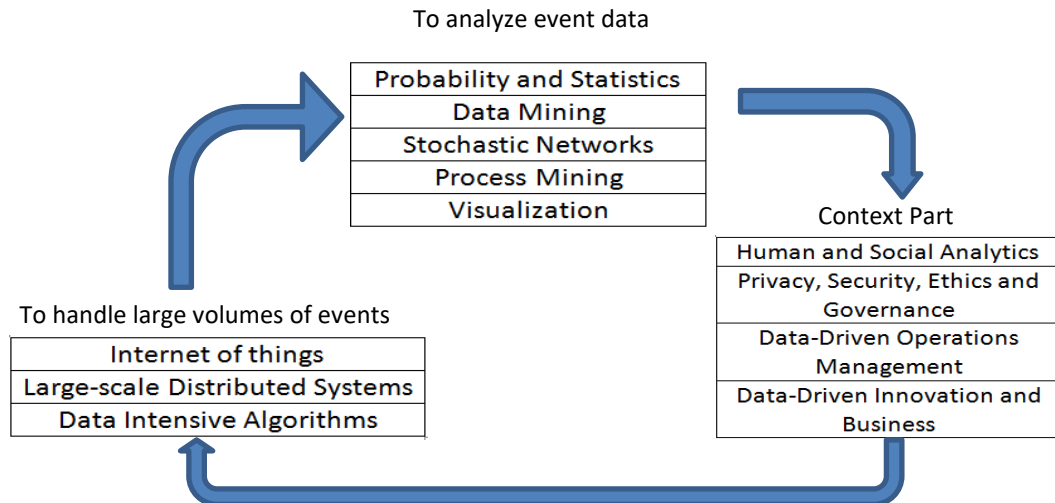 To analyze event data
Probability and Statistics
Data Mining
Stochastic Networks
Process Mining
Visualization
Context Part
Human and Social Analytics
Privacy, Security, Ethics and
Governance
Data-Driven Operations
Management
Data-Driven Innovation and
Business
To handle large volumes of events
Internet of things
Large-scale Distributed Systems
Data Intensive Algorithms